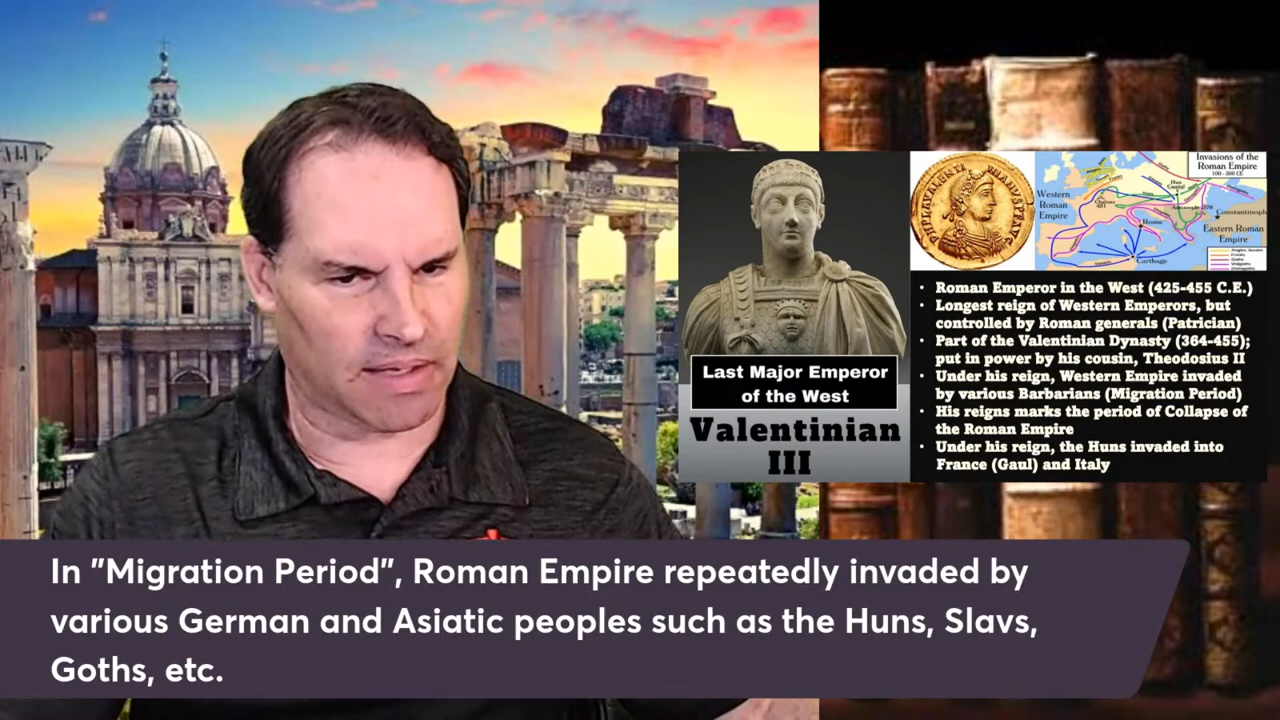 Invasions of the
Roman Empire
100 - 500 CE
Western
Roman
Empire
Rome
Constantinople
Eastern Roman
Empire
Carthage
Last Major Emperor
of the West
Valentinian
III
· Roman Emperor in the West (425-455 C.E.)
· Longest reign of Western Emperors, but
controlled by Roman generals (Patrician)
· Part of the Valentinian Dynasty (364-455);
put in power by his cousin, Theodosius II
· Under his reign, Western Empire invaded
by various Barbarians (Migration Period)
· His reigns marks the period of Collapse of
the Roman Empire
· Under his reign, the Huns invaded into
France (Gaul) and Italy
In "Migration Period", Roman Empire repeatedly invaded by
various German and Asiatic peoples such as the Huns, Slavs,
Goths, etc.